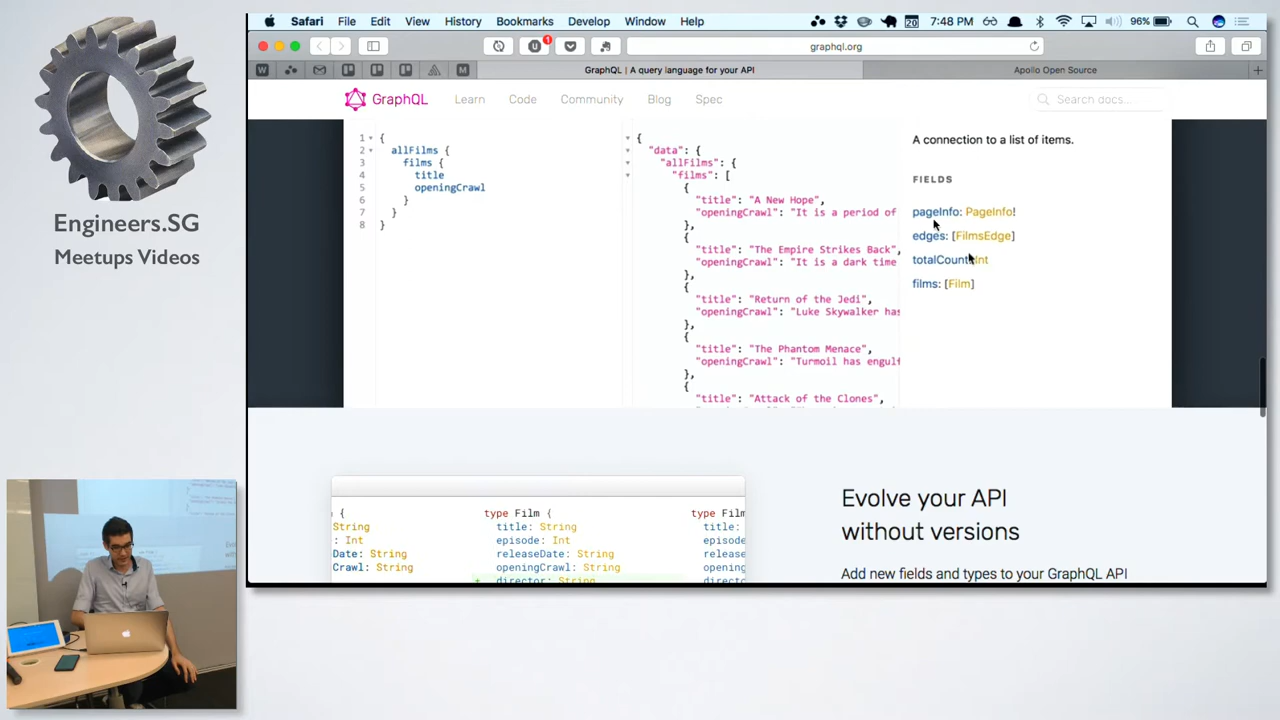 Safari File Edit View History Bookmarks Develop Window Help 20 7:48 PM 96%
1 graphql.org
W M GraphQL | A query language for your API Apollo Open Source +
GraphQL Learn Code Community Blog Spec Search docs...
1 {
2 allFilms {
3 films {
4 title
5 openingCrawl
6 }
7 }
8 }
{
"data": {
"allFilms": {
"films": [
{
"title": "A New Hope",
"openingCrawl": "It is a period of
},
{
"title": "The Empire Strikes Back",
"openingCrawl": "It is a dark time
},
{
"title": "Return of the Jedi",
"openingCrawl": "Luke Skywalker has
},
{
"title": "The Phantom Menace",
"openingCrawl": "Turmoil has engulf
},
{
"title": "Attack of the Clones",
A connection to a list of items.
FIELDS
pageInfo: PageInfo!
edges: [FilmsEdge]
totalCount Int
films: [Film]
{
String
: Int
Date: String
Crawl: String
type Film {
title: String
episode: Int
releaseDate: String
openingCrawl: String
+ director: String
type Film
title:
episode
release
opening
Evolve your API
without versions
Add new fields and types to your GraphQL API
Engineers.SG
Meetups Videos